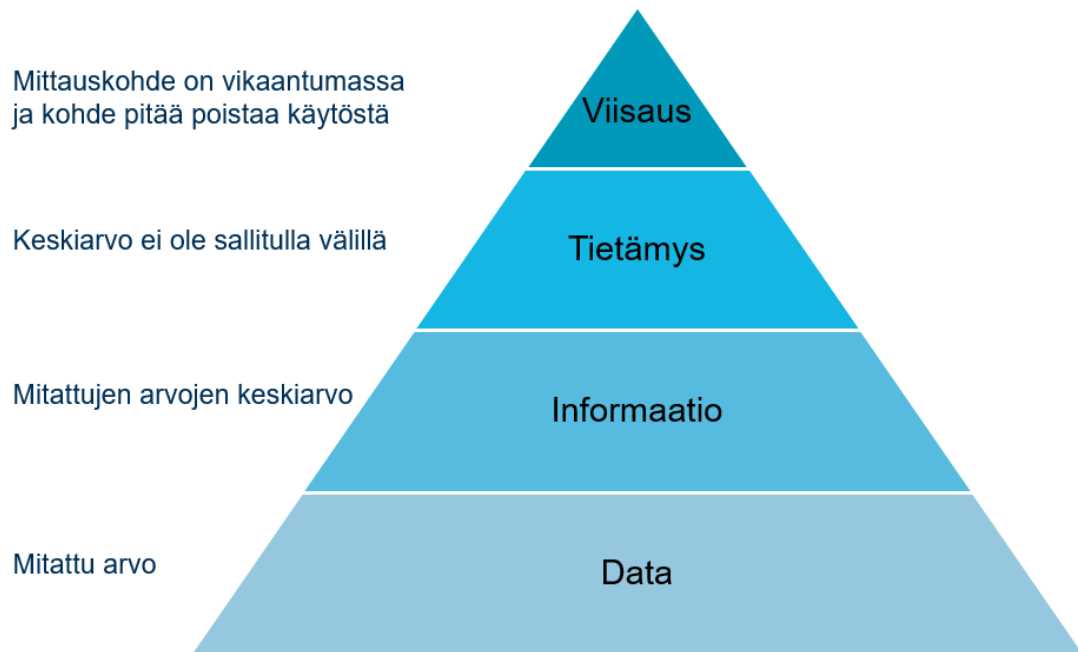 Mittauskohde on vikaantumassa
ja kohde pitää poistaa käytöstä
Viisaus
Keskiarvo ei ole sallitulla välillä
Tietämys
Mitattujen arvojen keskiarvo
Informaatio
Mitattu arvo
Data